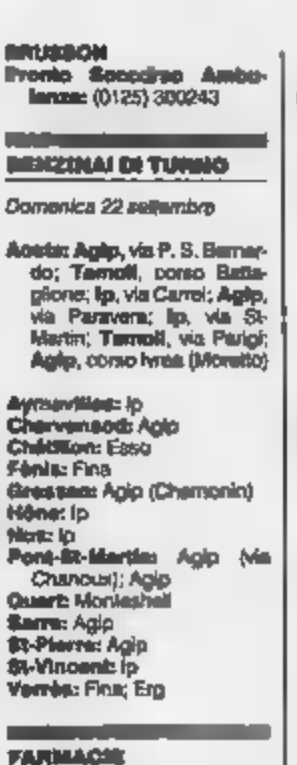 BRUSSON
Pronto Soccorso Ambu-
lanza: (0125) 300243
BENZINAI DI TURNO
Domenica 22 settembre
Aosta: Agip, via P. S. Bernar-
do; Tamoil, corso Batta-
glione; Ip, via Carrel; Agip,
via Paravera; Ip, via St-
Martin; Tamoil, via Parigi;
Agip, corso Ivrea (Moretto)
Aymavilles: Ip
Charvensod: Agip
Châtillon: Esso
Fénis: Fina
Gressan: Agip (Chamonin)
Hône: Ip
Nus: Ip
Pont-St-Martin: Agip (via
Chanoux); Agip
Quart: Monteshell
Sarre: Agip
St-Pierre: Agip
St-Vincent: Ip
Verrès: Fina; Erg
FARMACIE